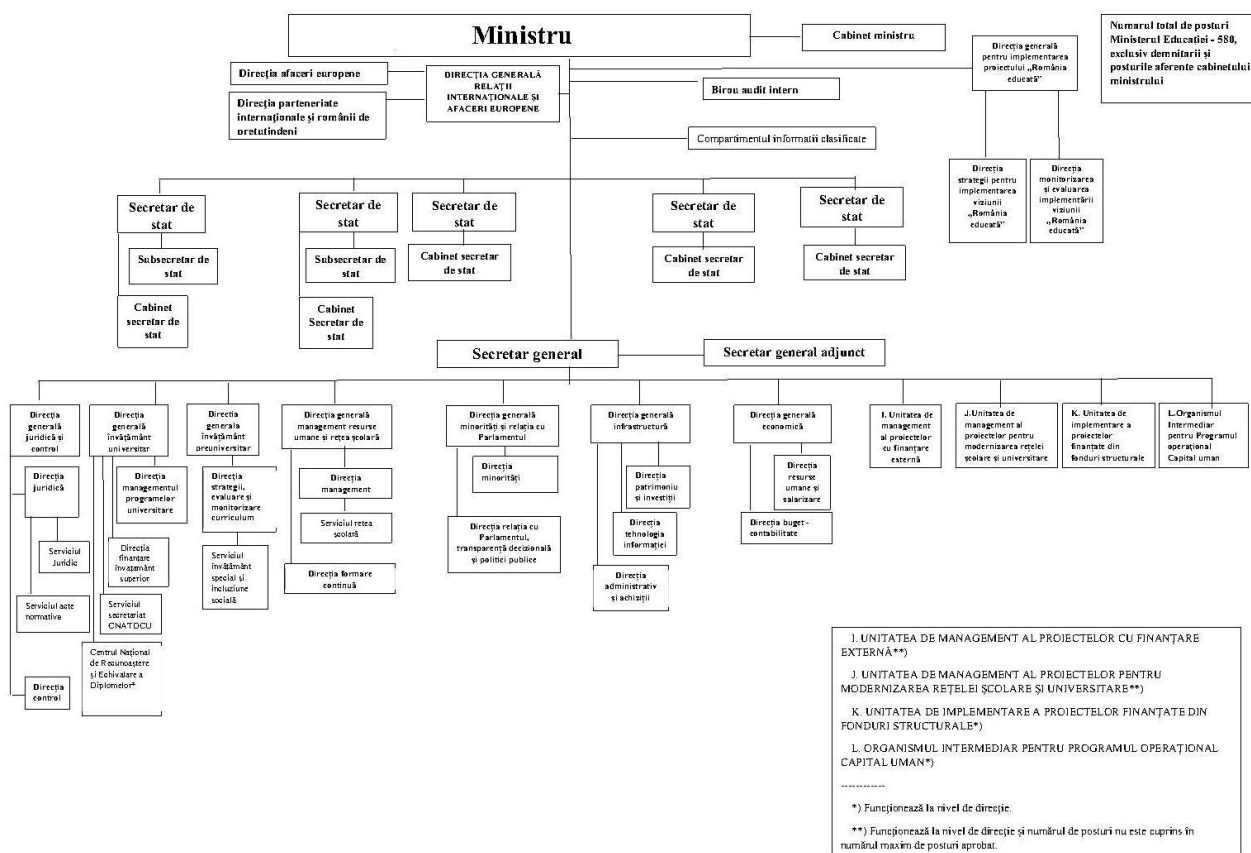 Ministru
Cabinet ministru
Direcția generală
pentru implementarea
proiectului „România
educată”
Numarul total de posturi
Ministerul Educației - 580,
exclusiv demnitarii și
posturile aferente cabinetului
ministrului
Direcția afaceri europene
Direcția parteneriate
internaționale și românii de
pretutindeni
DIRECȚIA GENERALĂ
RELAȚII
INTERNAȚIONALE ȘI
AFACERI EUROPENE
Birou audit intern
Compartimentul informatii clasificate
Direcția
strategii pentru
implementarea
viziunii
„România
educată”
Direcția
monitorizarea
și evaluarea
implementării
viziunii
„România
educată”
Secretar de
stat
Subsecretar de
stat
Cabinet
secretar de
stat
Secretar de
stat
Subsecretar de
stat
Cabinet
Secretar de
stat
Secretar de
stat
Cabinet secretar
de stat
Secretar de
stat
Cabinet secretar
de stat
Secretar de
stat
Cabinet secretar
de stat
Secretar general
Secretar general adjunct
Direcția
generală
juridică și
control
Direcția
juridică
Serviciul
Juridic
Serviciul acte
normative
Direcția
control
Direcția
generală
învățământ
universitar
Direcția
managementul
programelor
universitare
Direcția
finanțare
învațamânt
superior
Serviciul
secretariat
CNATDCU
Centrul Național
de Recunoaștere
și Echivalare a
Diplomelor*
Directia
generala
învațamânt
preuniversitar
Direcția
strategii,
evaluare și
monitorizare
curriculum
Serviciul
învățământ
special și
incluziune
socială
Direcția generală
management resurse
umane și rețea școlară
Direcția
management
Serviciul retea
școlară
Direcția formare
continuă
Direcția generală
minorități și relația cu
Parlamentul
Direcția
minorități
Direcția relația cu
Parlamentul,
transparență decizională
și politici publice
Direcția generală
infrastructură
Direcția
patrimoniu
și investiții
Direcția
tehnologia
informației
Direcția
administrativ
și achiziții
Direcția generală
economică
Direcția
resurse
umane și
salarizare
Direcția buget-
contabilitate
I. Unitatea de
management
al proiectelor
cu finanțare
externă
J.Unitatea de
management al
proiectelor pentru
modernizarea rețelei
școlare și universitare
K. Unitatea de
implementare a
proiectelor
finanțate din
fonduri structurale
L.Organismul
Intermediar
pentru Programul
operațional
Capital uman
I. UNITATEA DE MANAGEMENT AL PROIECTELOR CU FINANȚARE
EXTERNĂ**)
J. UNITATEA DE MANAGEMENT AL PROIECTELOR PENTRU
MODERNIZAREA REȚELEI ȘCOLARE ȘI UNIVERSITARE**)
K. UNITATEA DE IMPLEMENTARE A PROIECTELOR FINANȚATE DIN
FONDURI STRUCTURALE*)
L. ORGANISMUL INTERMEDIAR PENTRU PROGRAMUL OPERAȚIONAL
CAPITAL UMAN*)
------------
*) Funcționează la nivel de direcție.
**) Funcționează la nivel de direcție și numărul de posturi nu este cuprins în
numărul maxim de posturi aprobat.